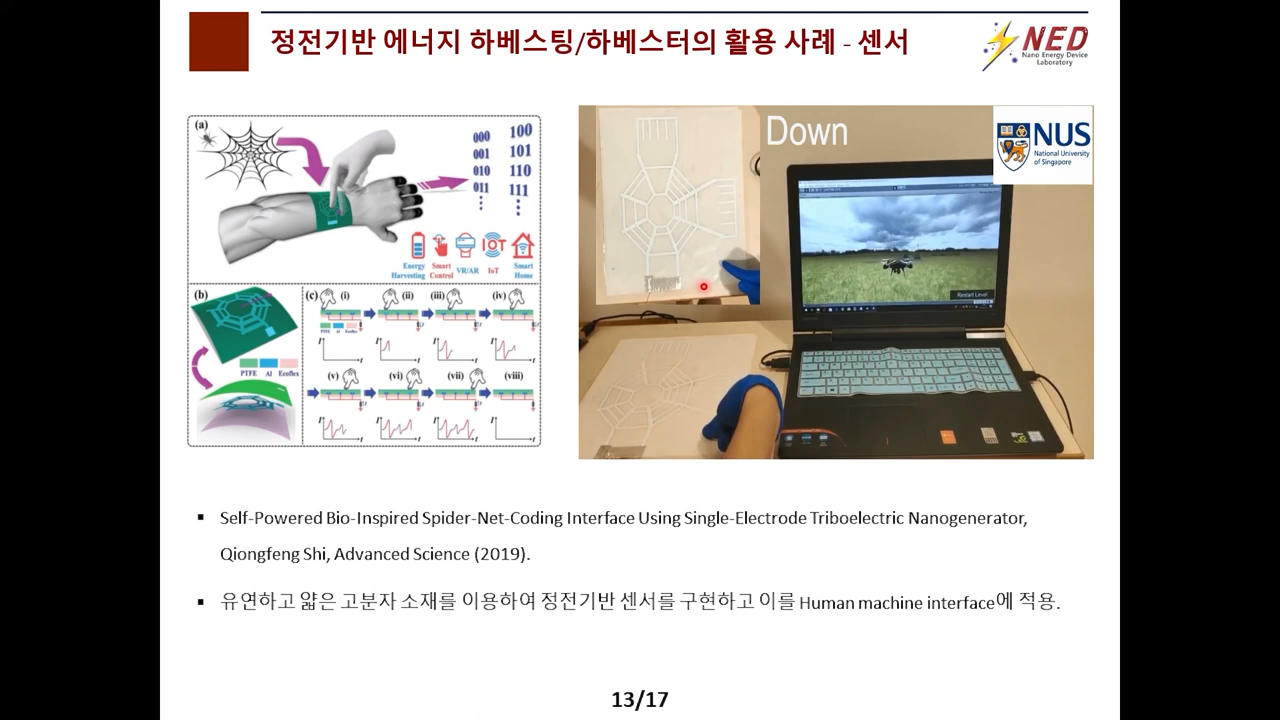 정전기반 에너지 하베스팅/하베스터의 활용 사례 - 센서
NED
Nano Energy Device
Laboratory
(a)
000 100
001 101
010 110
011 111
Energy Harvesting
Smart Control
VR/AR
IoT
IoT
Smart Home
(b)
PTFE Al Ecoflex
(c) (i) (ii) (iii) (iv)
PTFE Al Ecoflex
I t
I t
I t
I t
(v) (vi) (vii) (viii)
I t
I t
I t
I t
Down
NUS
National University
of Singapore
Restart Level
▪ Self-Powered Bio-Inspired Spider-Net-Coding Interface Using Single-Electrode Triboelectric Nanogenerator,
Qiongfeng Shi, Advanced Science (2019).
▪ 유연하고 얇은 고분자 소재를 이용하여 정전기반 센서를 구현하고 이를 Human machine interface에 적용.
13/17